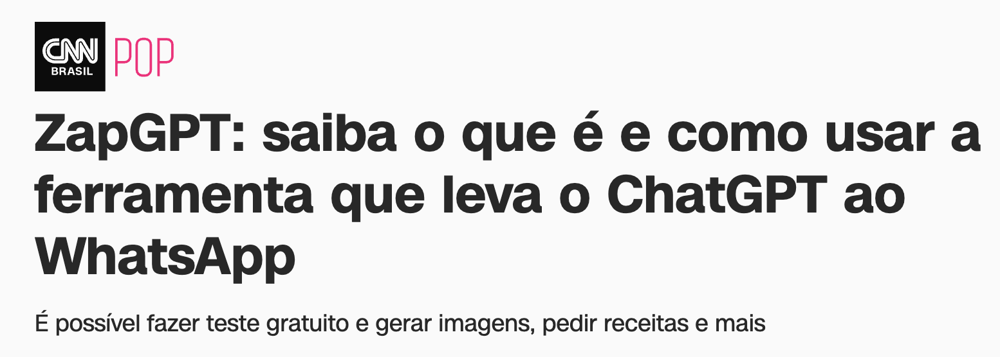 CNN
BRASIL
POP
ZapGPT: saiba o que é e como usar a
ferramenta que leva o ChatGPT ao
WhatsApp
É possível fazer teste gratuito e gerar imagens, pedir receitas e mais